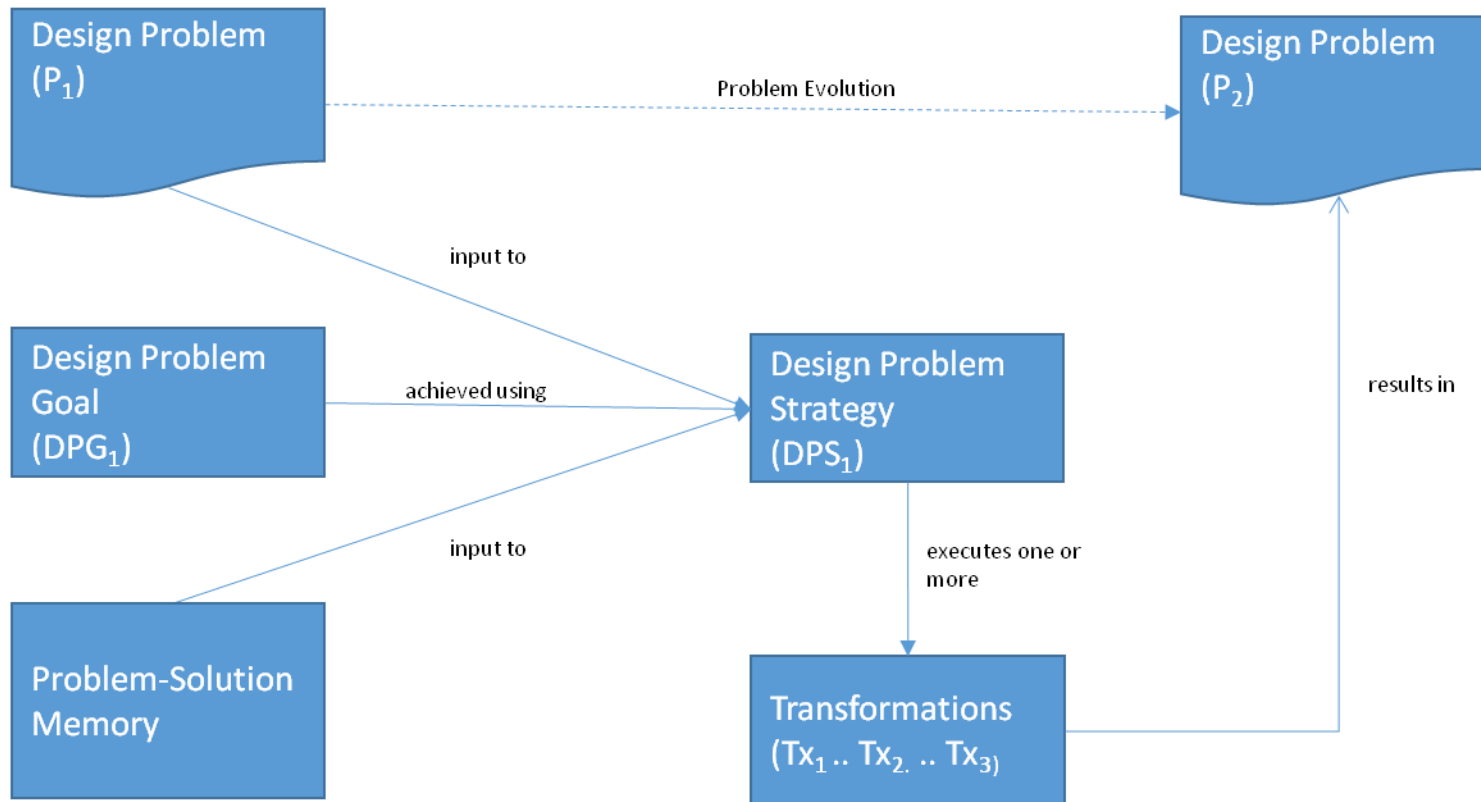 Design Problem
(P₁)
Problem Evolution
Design Problem
(P₂)
input to
Design Problem
Goal
(DPG₁)
achieved using
Design Problem
Strategy
(DPS₁)
results in
input to
executes one or
more
Problem-Solution
Memory
Transformations
(Tx₁ .. Tx₂. .. Tx₃₎